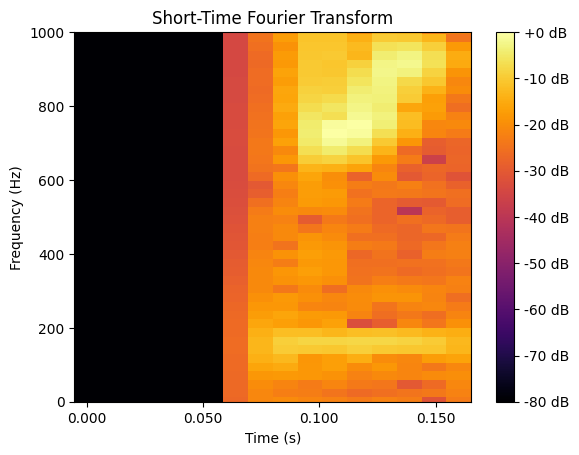 Short-Time Fourier Transform
1000
800
600
400
200
0
Frequency (Hz)
0.000
0.050
0.100
0.150
Time (s)
+0 dB
-10 dB
-20 dB
-30 dB
-40 dB
-50 dB
-60 dB
-70 dB
-80 dB